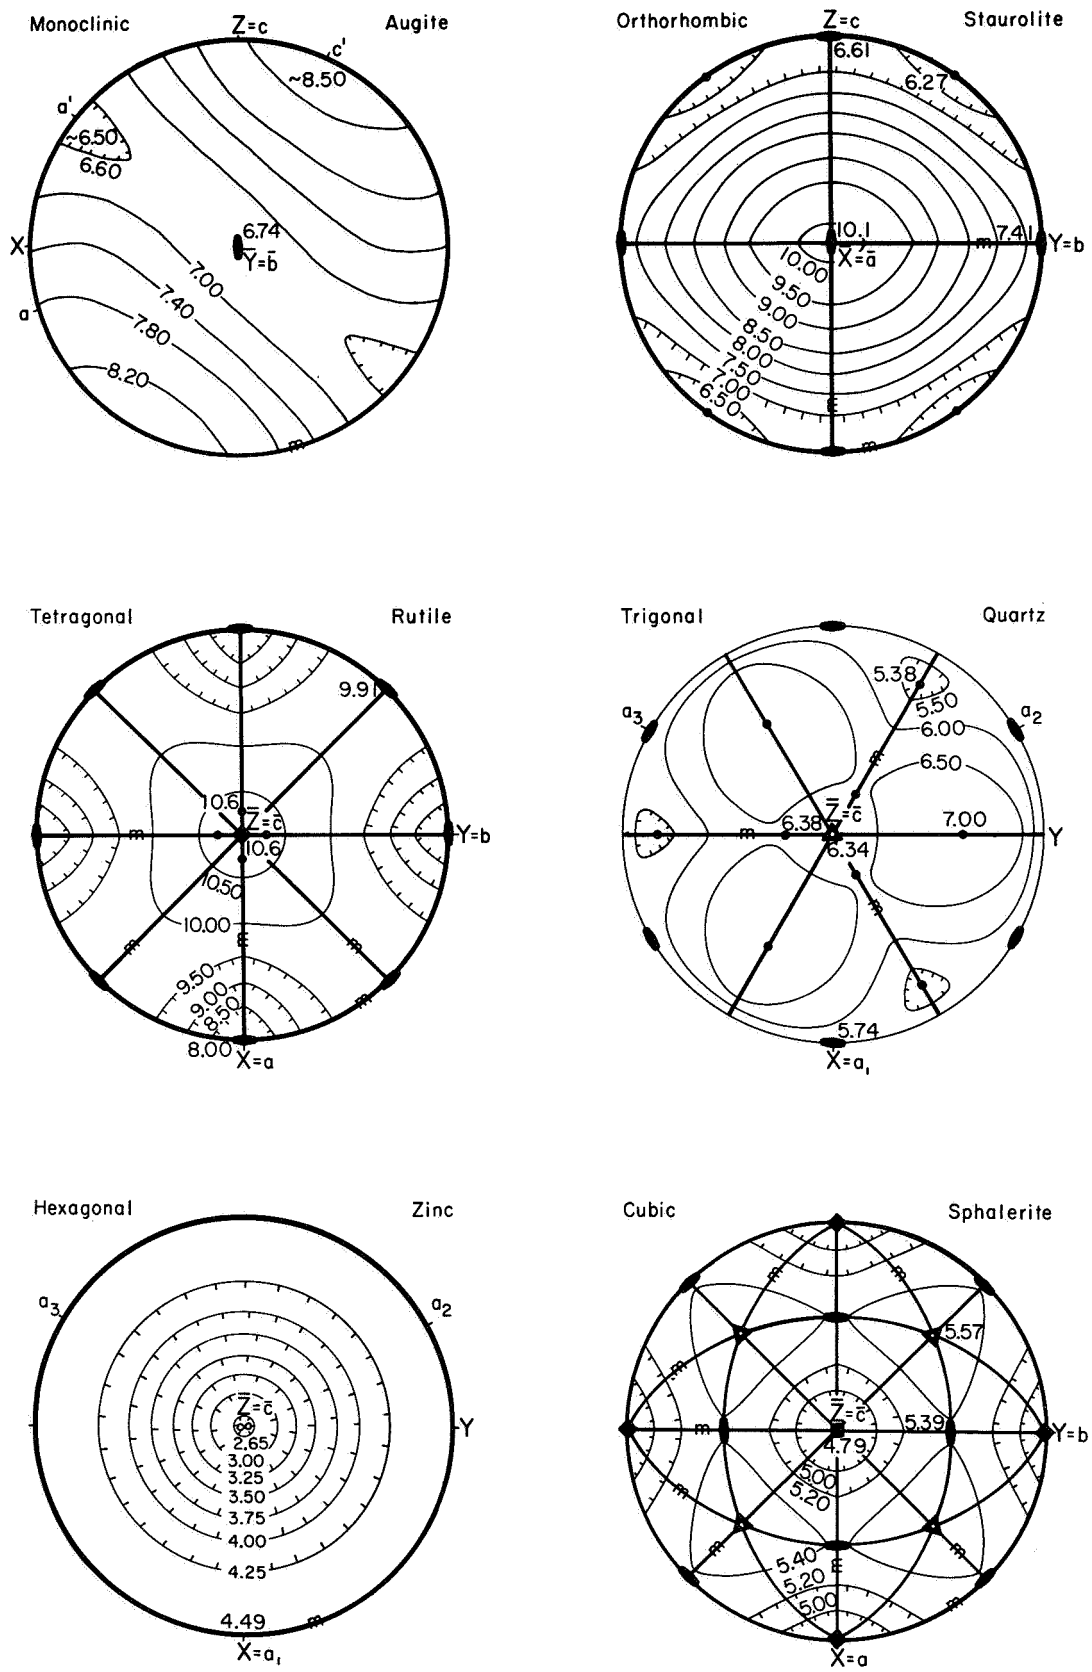 Monoclinic
Z=c
Augite
c'
~8.50
a'
~6.50
6.60
X
6.74
Y=b̄
7.00
7.40
a
7.80
8.20
m
Orthorhombic
Z=c
Staurolite
6.61
6.27
10.1
m
7.41
Y=b
X̄=ā
10.00
9.50
9.00
8.50
8.00
7.50
7.00
6.50
m
m
Tetragonal
Rutile
9.91
10.6
Z̄=c̄
m
Y=b
10.6
10.50
10.00
m
m
m
9.50
9.00
8.50
m
8.00
X=a
Trigonal
Quartz
5.38
5.50
a₃
a₂
6.00
m
6.50
Z̄=c̄
7.00
m
6.38
Y
6.34
m
5.74
X=a₁
Hexagonal
Zinc
a₃
a₂
Z̄=c̄
Y
2.65
3.00
3.25
3.50
3.75
4.00
4.25
4.49
m
X=a₁
Cubic
Sphalerite
m
m
5.57
m
Z̄=c̄
5.39
m
Y=b
4.79
5.00
5.20
m
m
m
5.40
m
5.20
5.00
m
X=a